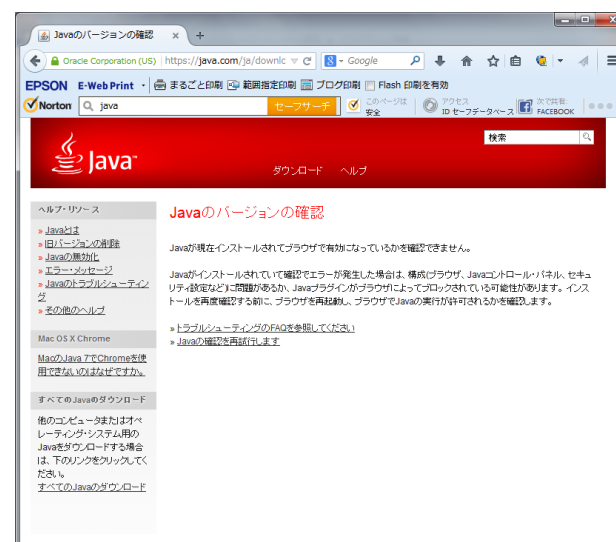 Javaのバージョンの確認
Oracle Corporation (US) https://java.com/ja/downlc Google
EPSON E-Web Print まるごと印刷 範囲指定印刷 ブログ印刷 Flash 印刷を有効
Norton java セーフサーチ このページは 安全 アクセス ID セーフデータベース 次で共有: FACEBOOK
Java
検索
ダウンロード ヘルプ
ヘルプ・リソース
» Javaとは
» 旧バージョンの削除
» Javaの無効化
» エラー・メッセージ
» Javaのトラブルシューティン
グ
» その他のヘルプ
Mac OS X Chrome
MacのJava 7でChromeを使
用できないのはなぜですか。
すべてのJavaのダウンロード
他のコンピュータまたはオペ
レーティング・システム用の
Javaをダウンロードする場合
は、下のリンクをクリックしてく
ださい。
すべてのJavaのダウンロード
Javaのバージョンの確認
Javaが現在インストールされてブラウザで有効になっているかを確認できません。
Javaがインストールされていて確認でエラーが発生した場合は、構成(ブラウザ、Javaコントロール・パネル、セキュ
リティ設定など)に問題があるか、Javaプラグインがブラウザによってブロックされている可能性があります。インス
トールを再度確認する前に、ブラウザを再起動し、ブラウザでJavaの実行が許可されるかを確認します。
» トラブルシューティングのFAQを参照してください
» Javaの確認を再試行します